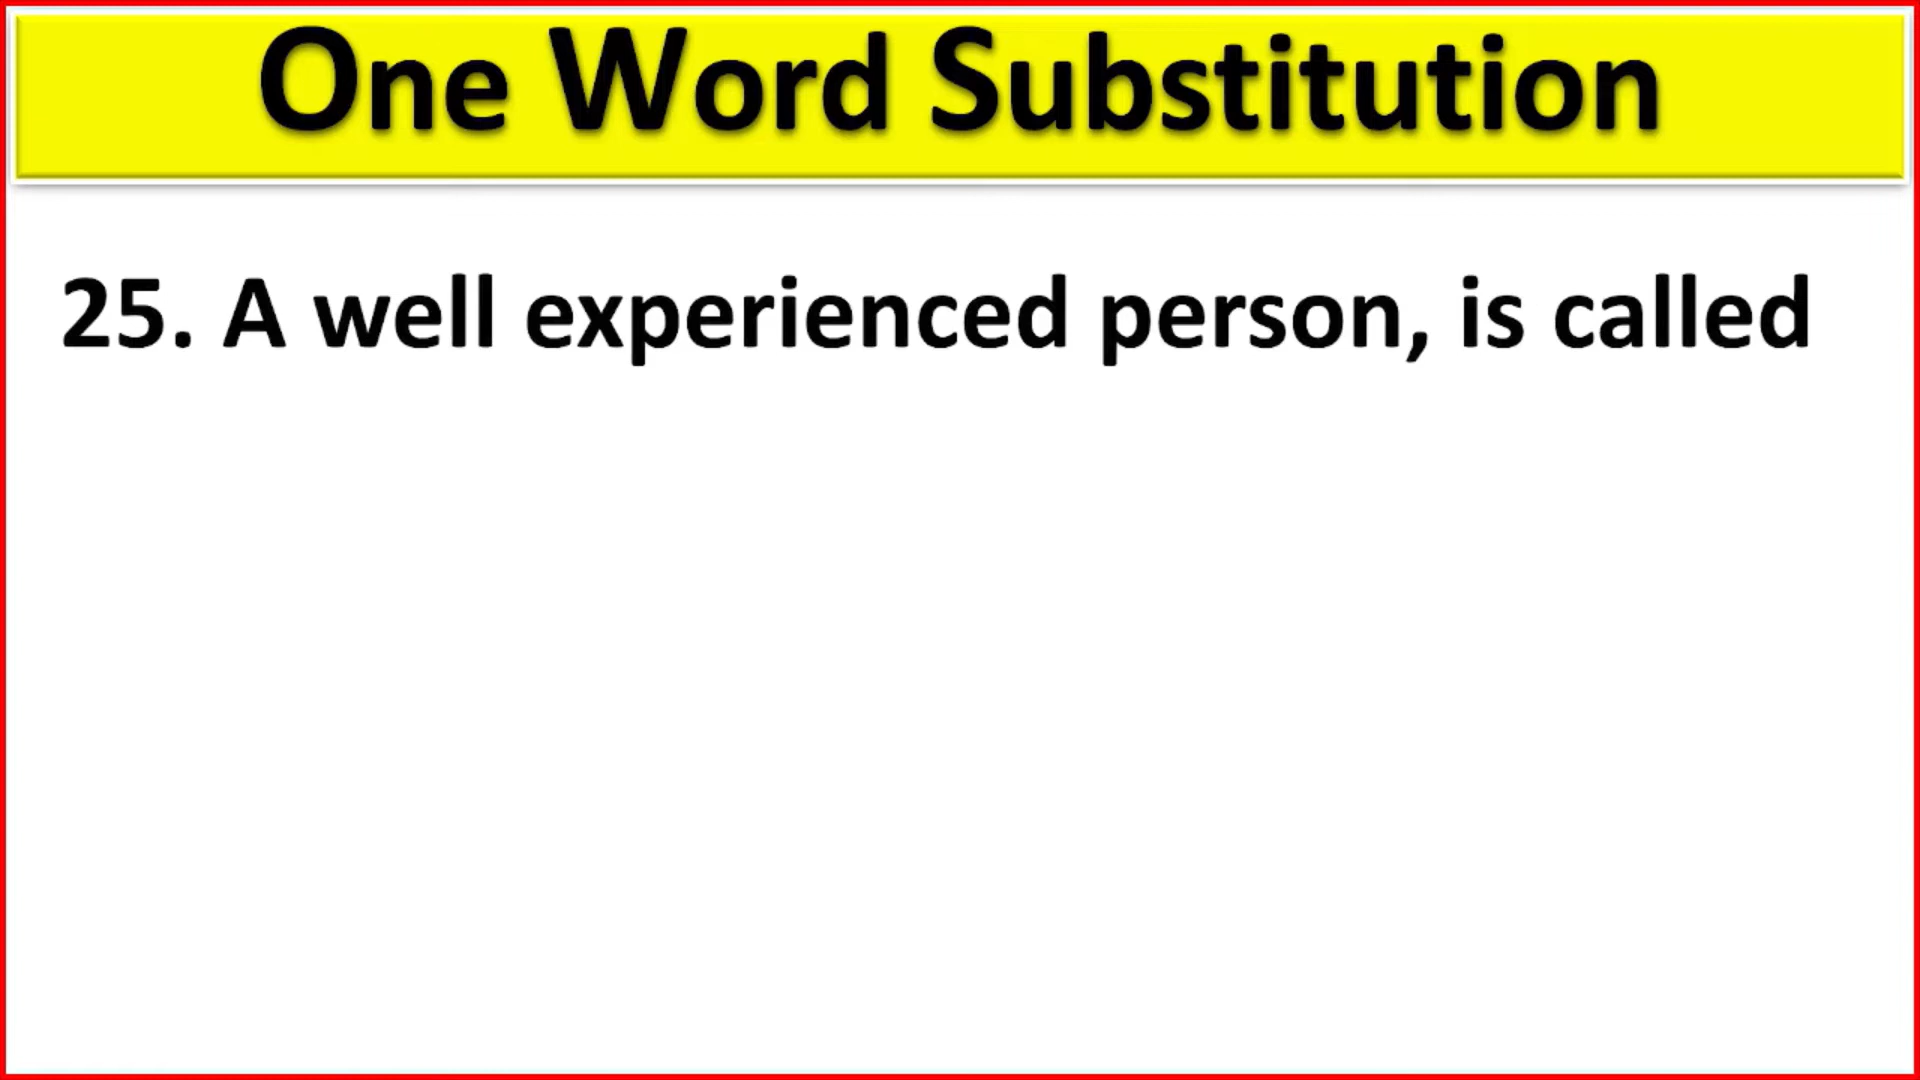 One Word Substitution
25. A well experienced person, is called